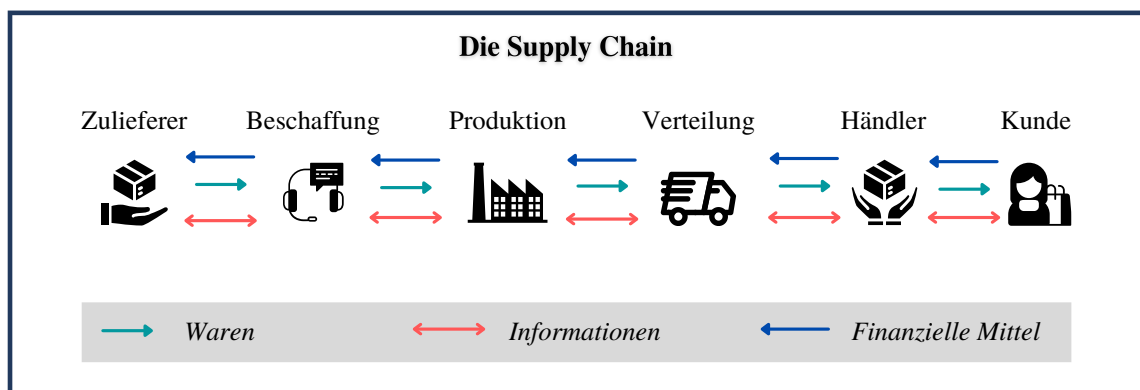 Die Supply Chain
Zulieferer Beschaffung Produktion Verteilung Händler Kunde
Waren Informationen Finanzielle Mittel